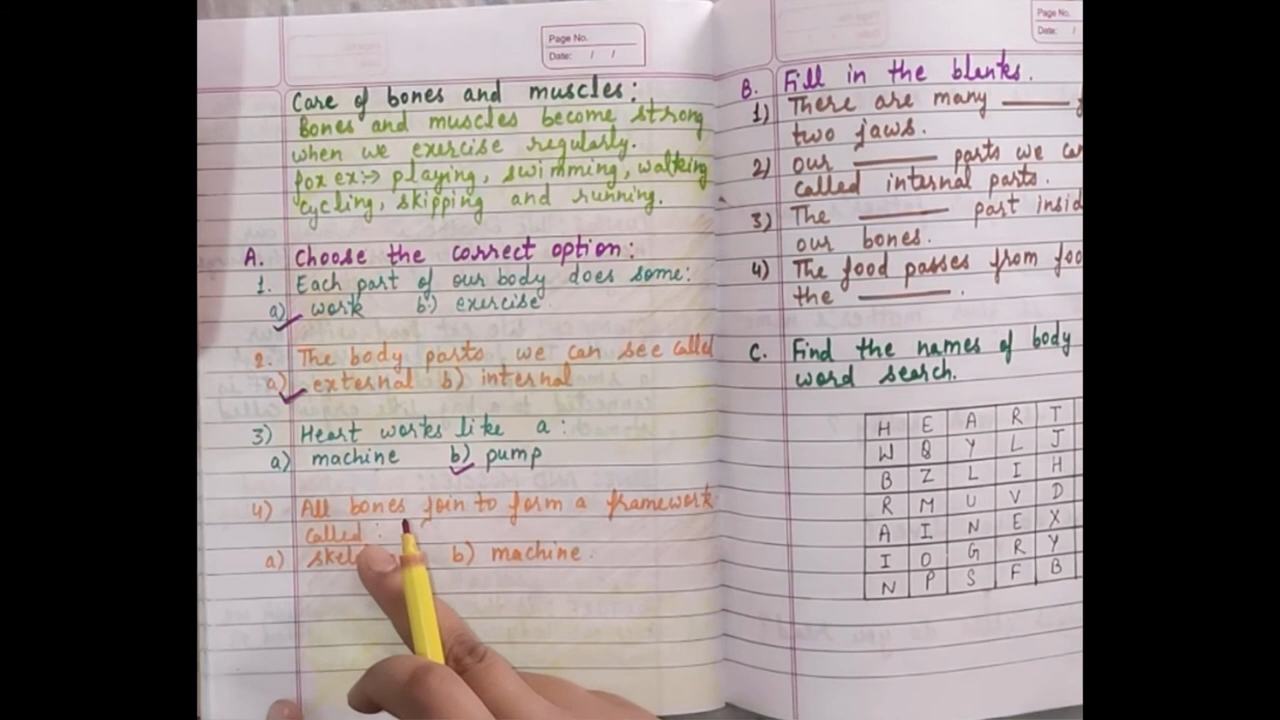 Page No.
Date: / /
Care of bones and muscles:
Bones and muscles become strong
when we exercise regularly.
for ex:-> playing, swimming, walking
cycling, skipping and running.
A. Choose the correct option:
1. Each part of our body does some:
a) work b) exercise.
2. The body parts we can see called
a) external b) internal
3) Heart works like a:
a) machine b) pump
4) All bones join to form a framework
called:
a) b) machine.
Page No.
Date: /
B. Fill in the blanks.
1) There are many ______
two jaws.
2) Our ______ parts we
called internal parts.
3) The ______ part
our bones.
4) The food passes from
the ______.
C. Find the names of body
word search.
H E A R T
W Q Y L J
B Z L I H
R M U V D
A I N E X
I O G R Y
N P S F B